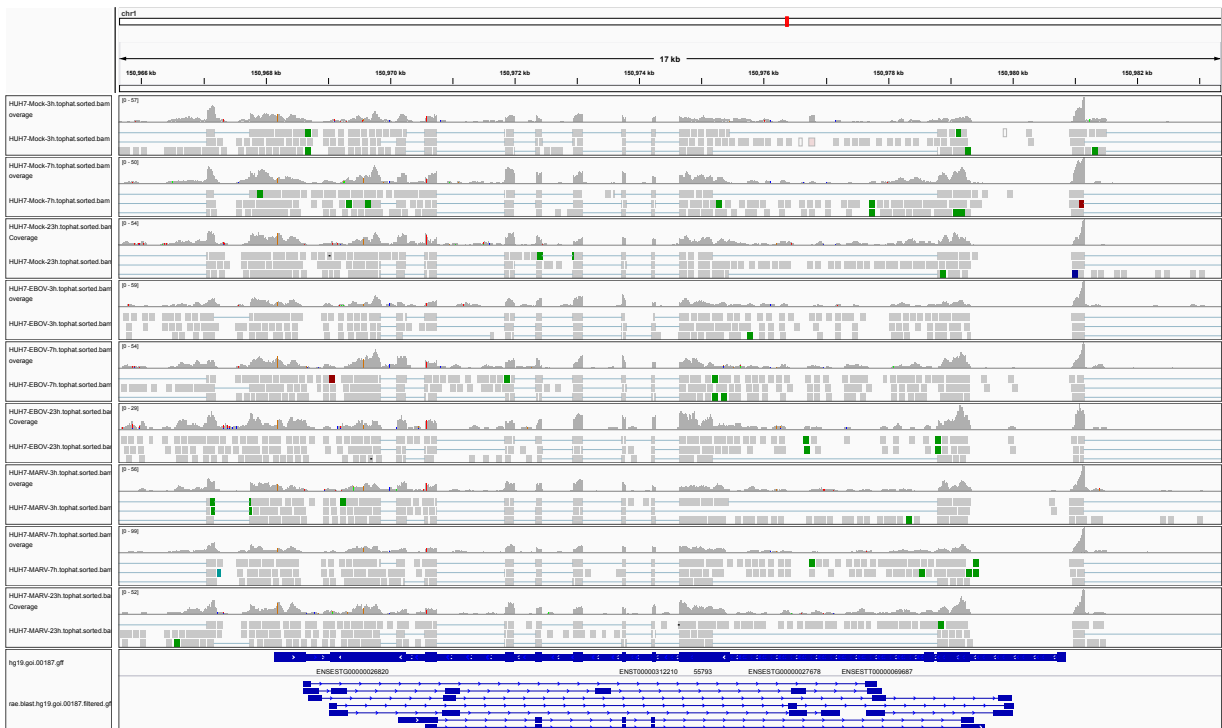 chr1
17 kb
150,966 kb 150,968 kb 150,970 kb 150,972 kb 150,974 kb 150,976 kb 150,978 kb 150,980 kb 150,982 kb
HUH7-Mock-3h.tophat.sorted.bam
overage
[0 - 57]
HUH7-Mock-3h.tophat.sorted.bam
HUH7-Mock-7h.tophat.sorted.bam
overage
[0 - 50]
HUH7-Mock-7h.tophat.sorted.bam
HUH7-Mock-23h.tophat.sorted.bam
Coverage
[0 - 54]
HUH7-Mock-23h.tophat.sorted.bam
HUH7-EBOV-3h.tophat.sorted.bam
overage
[0 - 59]
HUH7-EBOV-3h.tophat.sorted.bam
HUH7-EBOV-7h.tophat.sorted.bam
overage
[0 - 54]
HUH7-EBOV-7h.tophat.sorted.bam
HUH7-EBOV-23h.tophat.sorted.ba
Coverage
[0 - 29]
HUH7-EBOV-23h.tophat.sorted.ba
HUH7-MARV-3h.tophat.sorted.bam
overage
[0 - 56]
HUH7-MARV-3h.tophat.sorted.bam
HUH7-MARV-7h.tophat.sorted.bam
overage
[0 - 99]
HUH7-MARV-7h.tophat.sorted.bam
HUH7-MARV-23h.tophat.sorted.ba
Coverage
[0 - 52]
HUH7-MARV-23h.tophat.sorted.ba
hg19.goi.00187.gff
ENSESTG00000026820 ENST00000312210 55793 ENSESTG00000027678 ENSESTT00000069687
rae.blast.hg19.goi.00187.filtered.gf